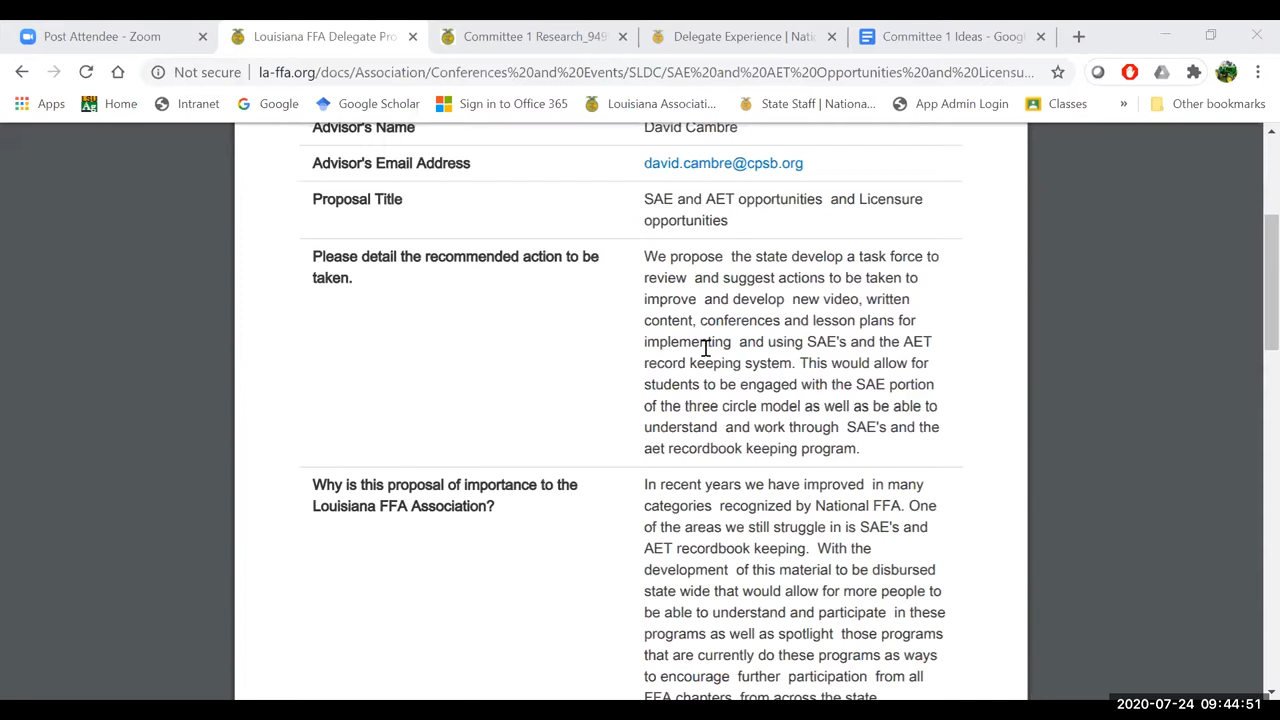 Post Attendee - Zoom
Louisiana FFA Delegate Pro
Committee 1 Research_949
Delegate Experience | Nati
Committee 1 Ideas - Goog
Not secure
la-ffa.org/docs/Association/Conferences%20and%20Events/SLDC/SAE%20and%20AET%20Opportunities%20and%20Licensu...
Apps
Home
Intranet
Google
Google Scholar
Sign in to Office 365
Louisiana Associati...
State Staff | Nationa...
App Admin Login
Classes
»
Other bookmarks
Advisor's Name
David Cambre
Advisor's Email Address
david.cambre@cpsb.org
Proposal Title
SAE and AET opportunities and Licensure
opportunities
Please detail the recommended action to be
taken.
We propose the state develop a task force to
review and suggest actions to be taken to
improve and develop new video, written
content, conferences and lesson plans for
implementing and using SAE's and the AET
record keeping system. This would allow for
students to be engaged with the SAE portion
of the three circle model as well as be able to
understand and work through SAE's and the
aet recordbook keeping program.
Why is this proposal of importance to the
Louisiana FFA Association?
In recent years we have improved in many
categories recognized by National FFA. One
of the areas we still struggle in is SAE's and
AET recordbook keeping. With the
development of this material to be disbursed
state wide that would allow for more people to
be able to understand and participate in these
programs as well as spotlight those programs
that are currently do these programs as ways
to encourage further participation from all
FFA chapters from across the state
2020-07-24 09:44:51